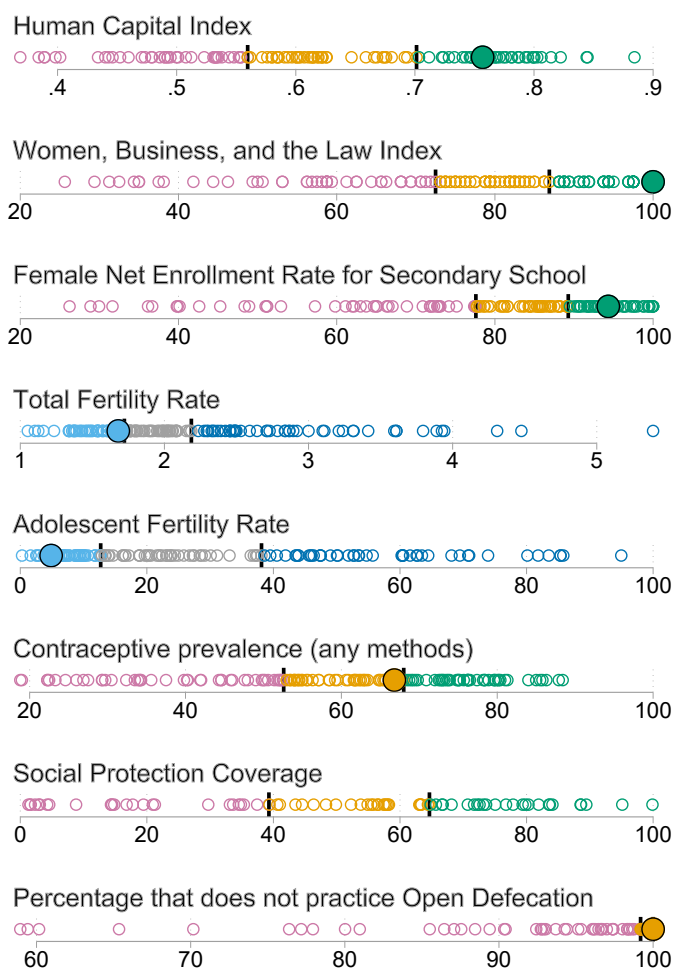 Human Capital Index
.4 .5 .6 .7 .8 .9
Women, Business, and the Law Index
20 40 60 80 100
Female Net Enrollment Rate for Secondary School
20 40 60 80 100
Total Fertility Rate
1 2 3 4 5
Adolescent Fertility Rate
0 20 40 60 80 100
Contraceptive prevalence (any methods)
20 40 60 80 100
Social Protection Coverage
0 20 40 60 80 100
Percentage that does not practice Open Defecation
60 70 80 90 100